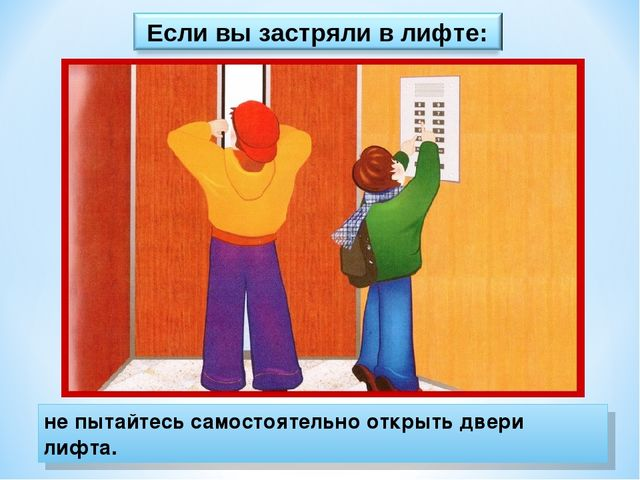 Если вы застряли в лифте:
не пытайтесь самостоятельно открыть двери
лифта.